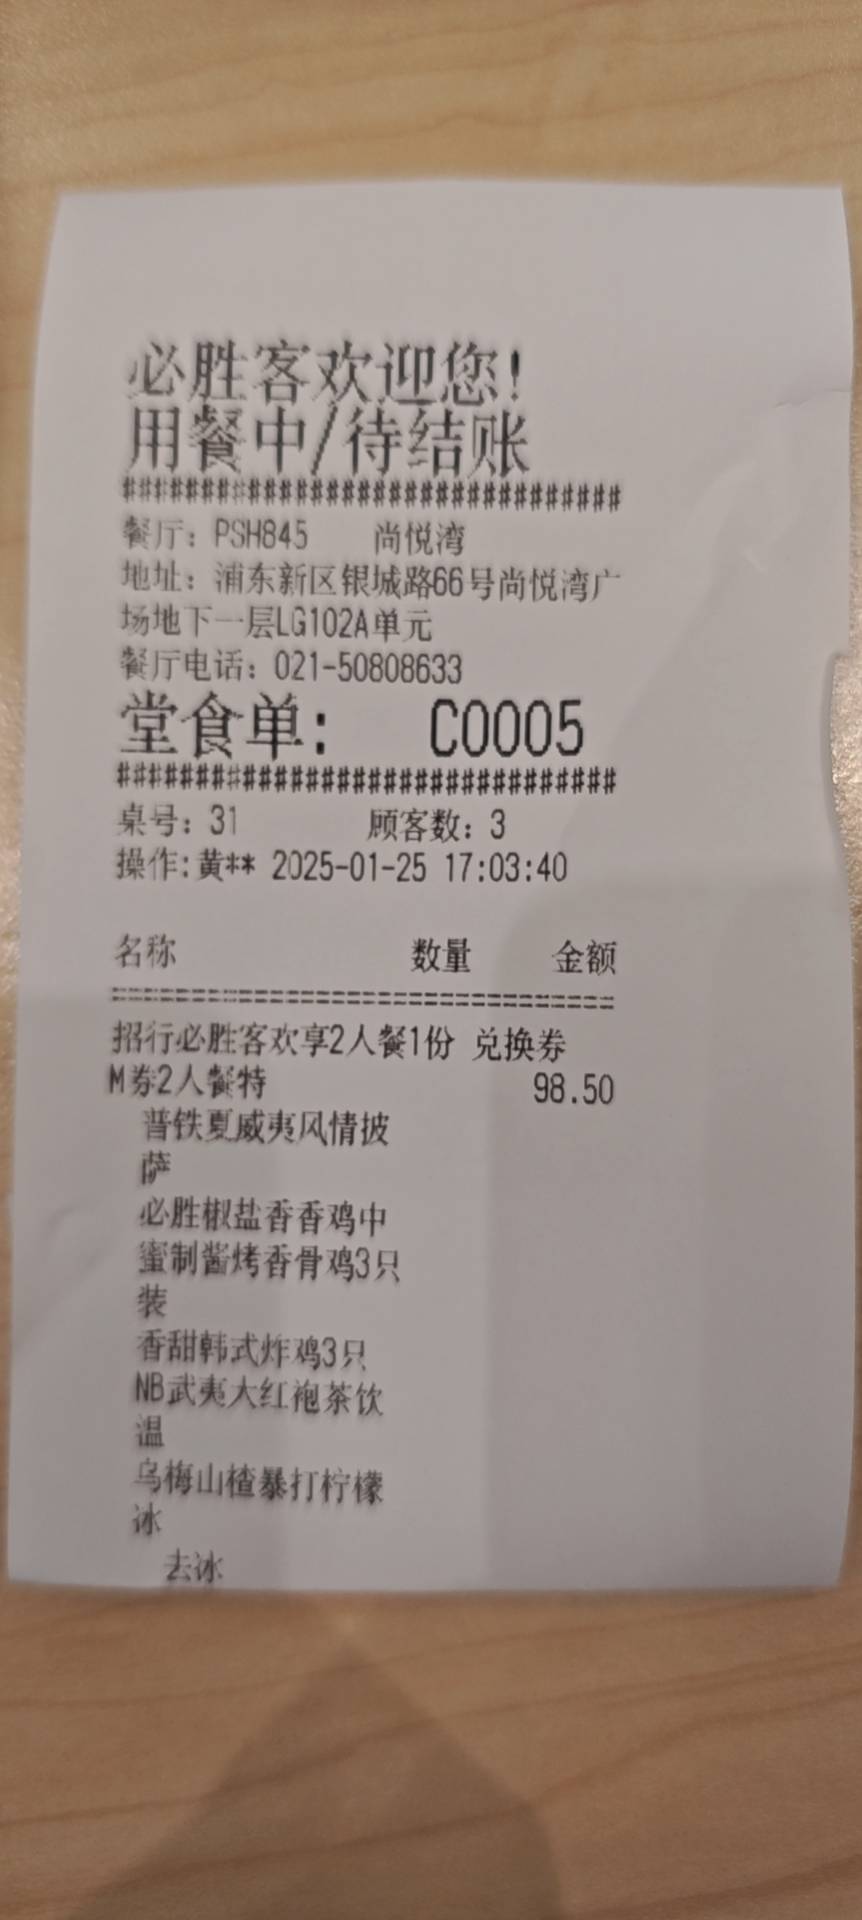 必胜客欢迎您!
用餐中/待结账
################################
餐厅: PSH845 尚悦湾
地址: 浦东新区银城路66号尚悦湾广
场地下一层LG102A单元
餐厅电话: 021-50808633
堂食单: C0005
################################
桌号: 31 顾客数: 3
操作:黄** 2025-01-25 17:03:40
名称 数量 金额
================================
招行必胜客欢享2人餐1份 兑换券
M券2人餐特 98.50
普铁夏威夷风情披
萨
必胜椒盐香香鸡中
蜜制酱烤香骨鸡3只
装
香甜韩式炸鸡3只
NB武夷大红袍茶饮
温
乌梅山楂暴打柠檬
冰
去冰